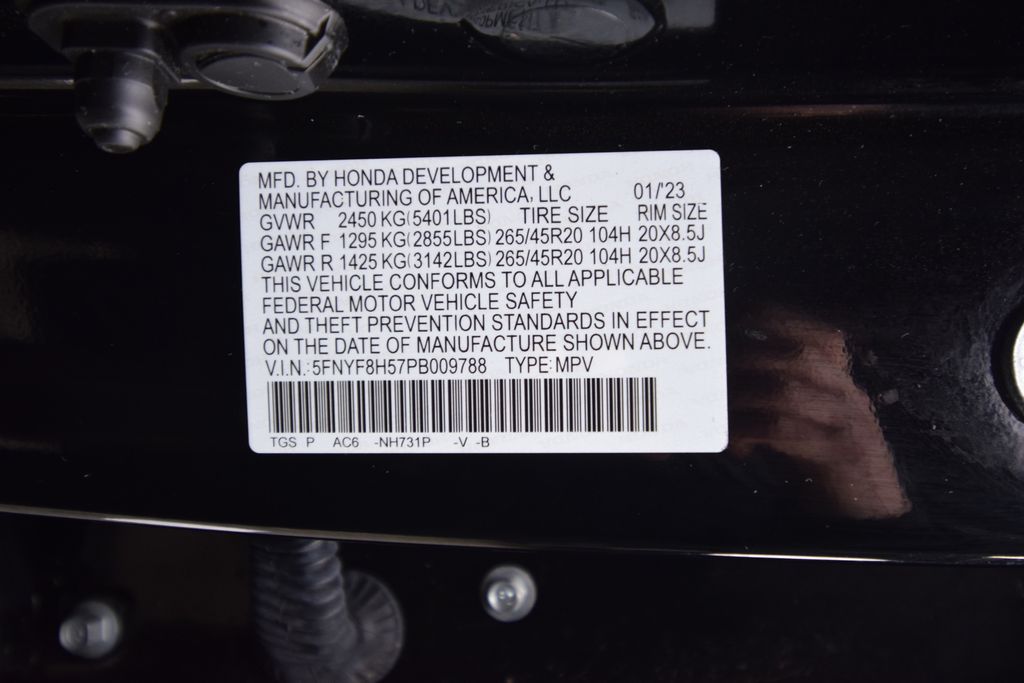 MFD. BY HONDA DEVELOPMENT &
MANUFACTURING OF AMERICA, LLC 01/'23
GVWR 2450 KG(5401LBS) TIRE SIZE RIM SIZE
GAWR F 1295 KG(2855LBS) 265/45R20 104H 20X8.5J
GAWR R 1425 KG(3142LBS) 265/45R20 104H 20X8.5J
THIS VEHICLE CONFORMS TO ALL APPLICABLE
FEDERAL MOTOR VEHICLE SAFETY
AND THEFT PREVENTION STANDARDS IN EFFECT
ON THE DATE OF MANUFACTURE SHOWN ABOVE.
V.I.N.:5FNYF8H57PB009788 TYPE:MPV
TGS P AC6 -NH731P -V -B